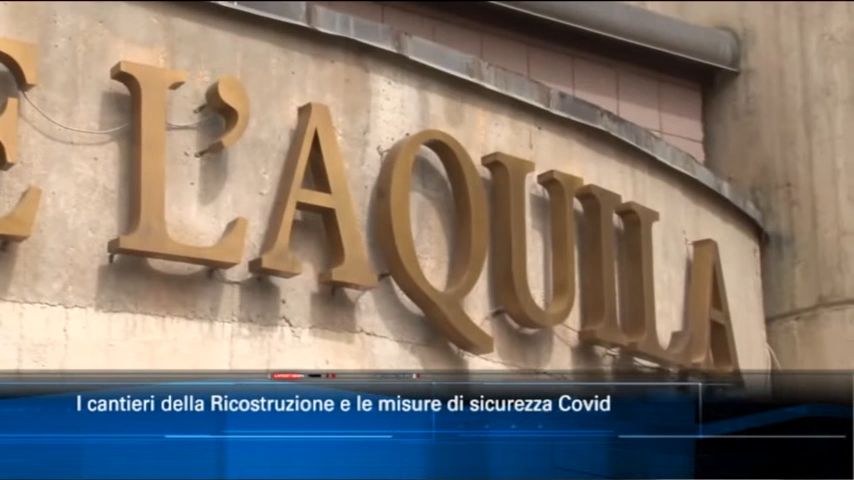 E L'AQUILA
I cantieri della Ricostruzione e le misure di sicurezza Covid